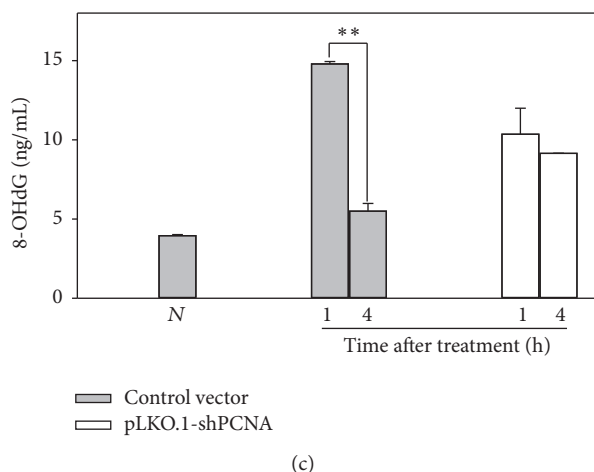 **
15
10
5
0
8-OHdG (ng/mL)
N
1 4 1 4
Time after treatment (h)
Control vector
pLKO.1-shPCNA
(c)